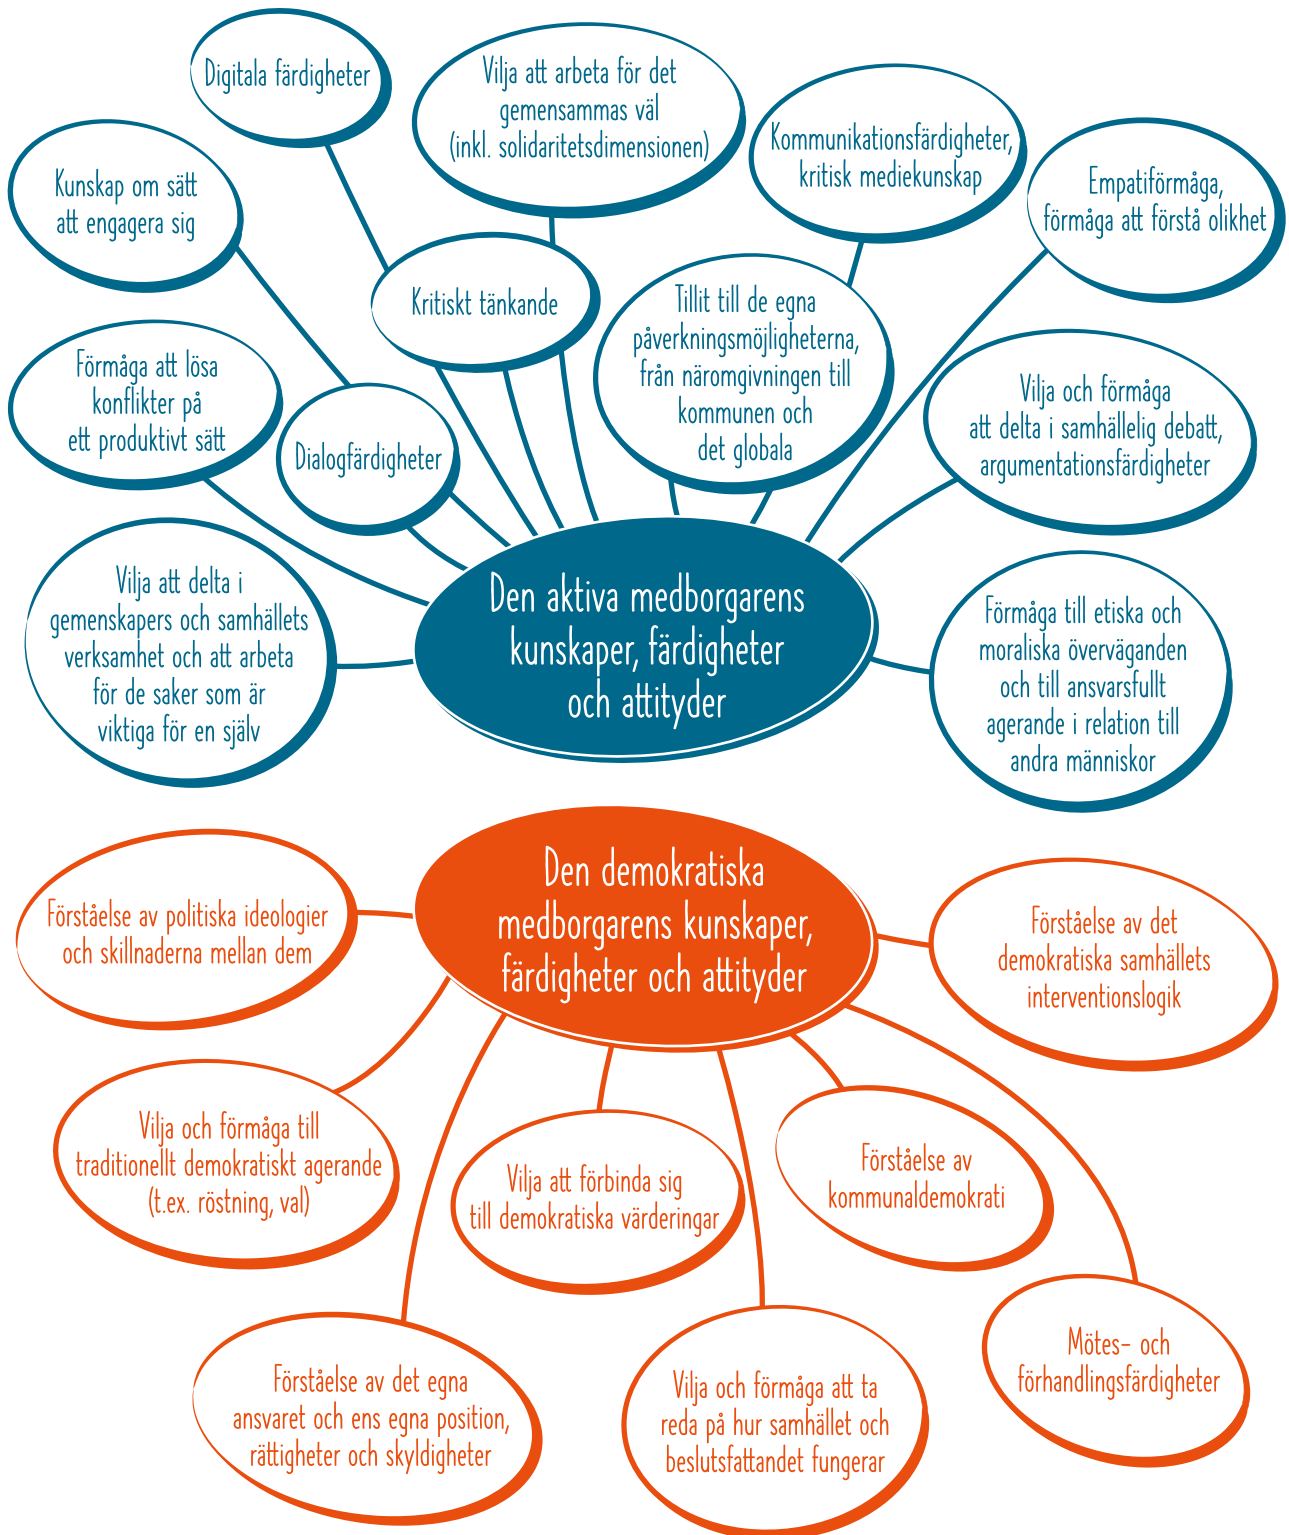 Digitala färdigheter
Vilja att arbeta för det
gemensammas väl
(inkl. solidaritetsdimensionen)
Kommunikationsfärdigheter,
kritisk mediekunskap
Empatiförmåga,
förmåga att förstå olikhet
Kunskap om sätt
att engagera sig
Kritiskt tänkande
Tillit till de egna
påverkningsmöjligheterna,
från näromgivningen till
kommunen och
det globala
Förmåga att lösa
konflikter på
ett produktivt sätt
Dialogfärdigheter
Vilja och förmåga
att delta i samhällelig debatt,
argumentationsfärdigheter
Vilja att delta i
gemenskapers och samhällets
verksamhet och att arbeta
för de saker som är
viktiga för en själv
Den aktiva medborgarens
kunskaper, färdigheter
och attityder
Förmåga till etiska och
moraliska överväganden
och till ansvarsfullt
agerande i relation till
andra människor
Den demokratiska
medborgarens kunskaper,
färdigheter och attityder
Förståelse av politiska ideologier
och skillnaderna mellan dem
Förståelse av det
demokratiska samhällets
interventionslogik
Vilja och förmåga till
traditionellt demokratiskt agerande
(t.ex. röstning, val)
Vilja att förbinda sig
till demokratiska värderingar
Förståelse av
kommunaldemokrati
Förståelse av det egna
ansvaret och ens egna position,
rättigheter och skyldigheter
Vilja och förmåga att ta
reda på hur samhället och
beslutsfattandet fungerar
Mötes- och
förhandlingsfärdigheter